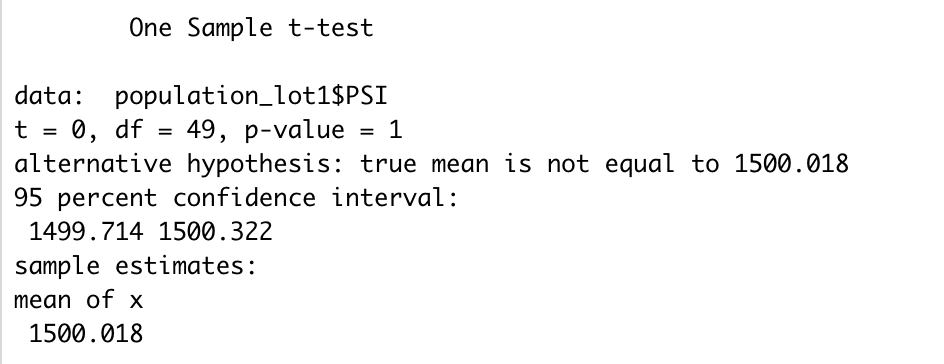 One Sample t-test
data:  population_lot1$PSI
t = 0, df = 49, p-value = 1
alternative hypothesis: true mean is not equal to 1500.018
95 percent confidence interval:
1499.714 1500.322
sample estimates:
mean of x
1500.018